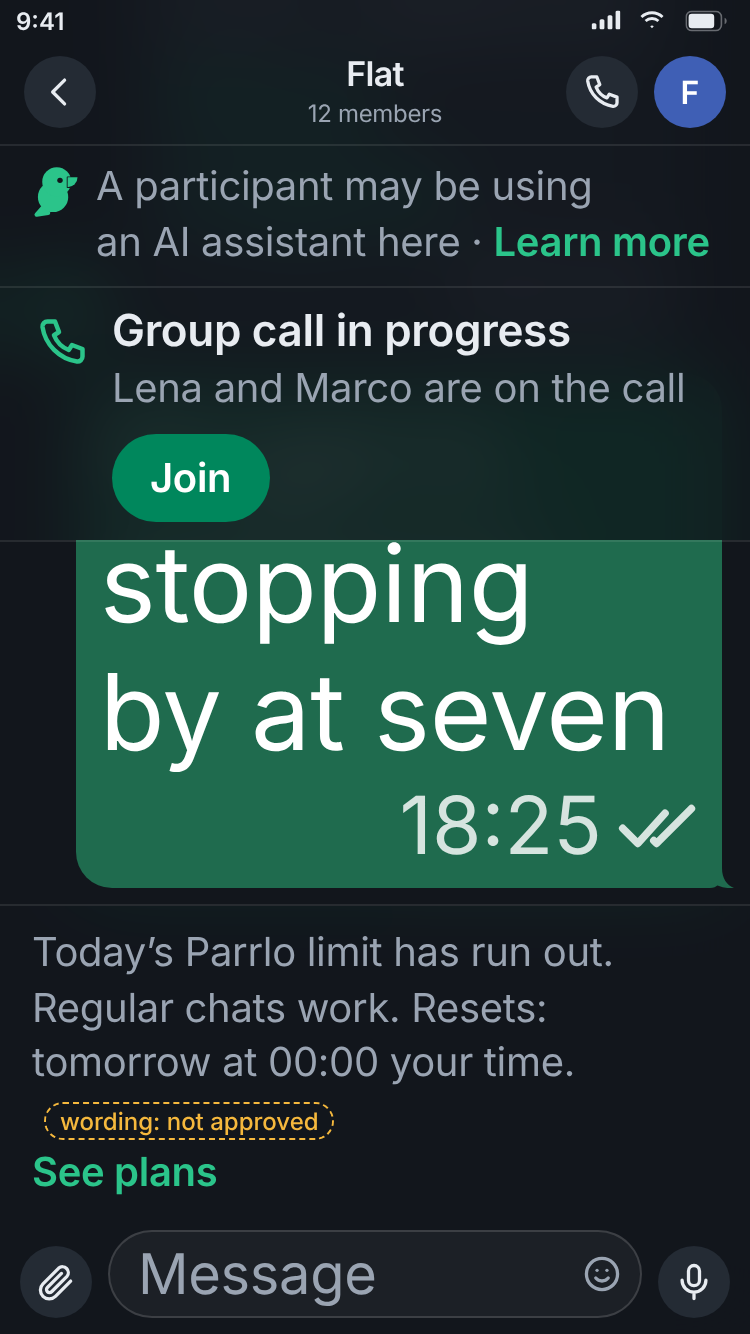 9:41
Flat
12 members
F
A participant may be using
an AI assistant here · Learn more
Group call in progress
Lena and Marco are on the call
Join
stopping
by at seven
18:25
Today’s Parrlo limit has run out.
Regular chats work. Resets:
tomorrow at 00:00 your time.
wording: not approved
See plans
Message